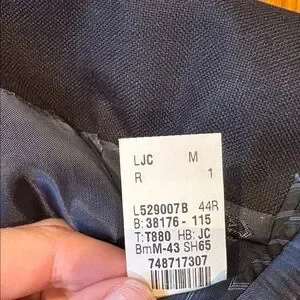 LJC M
R 1
L529007B 44R
B: 38176 - 115
T: T880 HB: JC
BmM-43 SH65
748717307